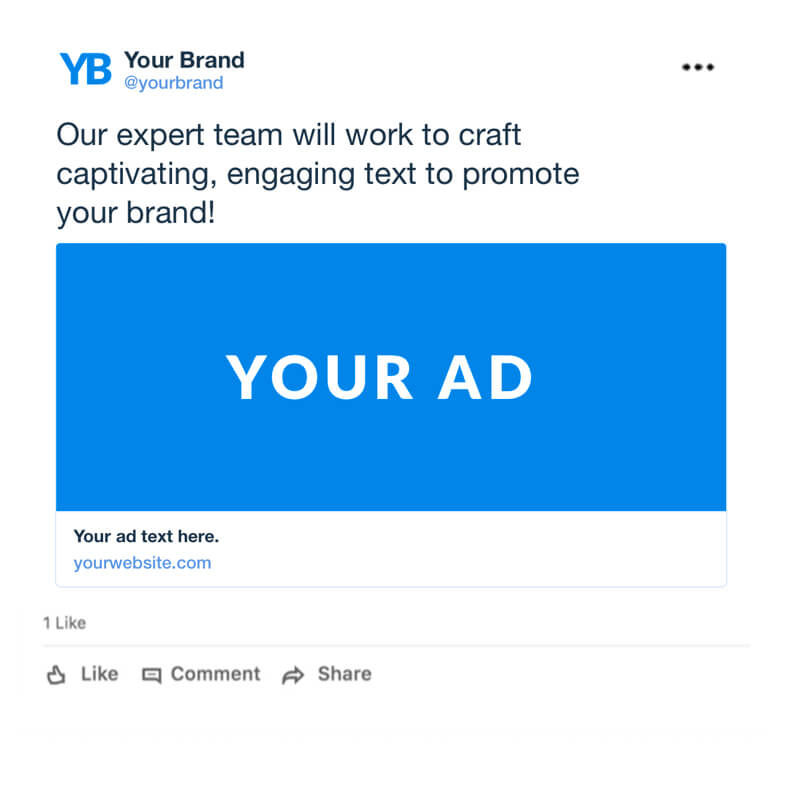 YB
Your Brand
@yourbrand
Our expert team will work to craft
captivating, engaging text to promote
your brand!
YOUR AD
Your ad text here.
yourwebsite.com
1 Like
Like Comment Share